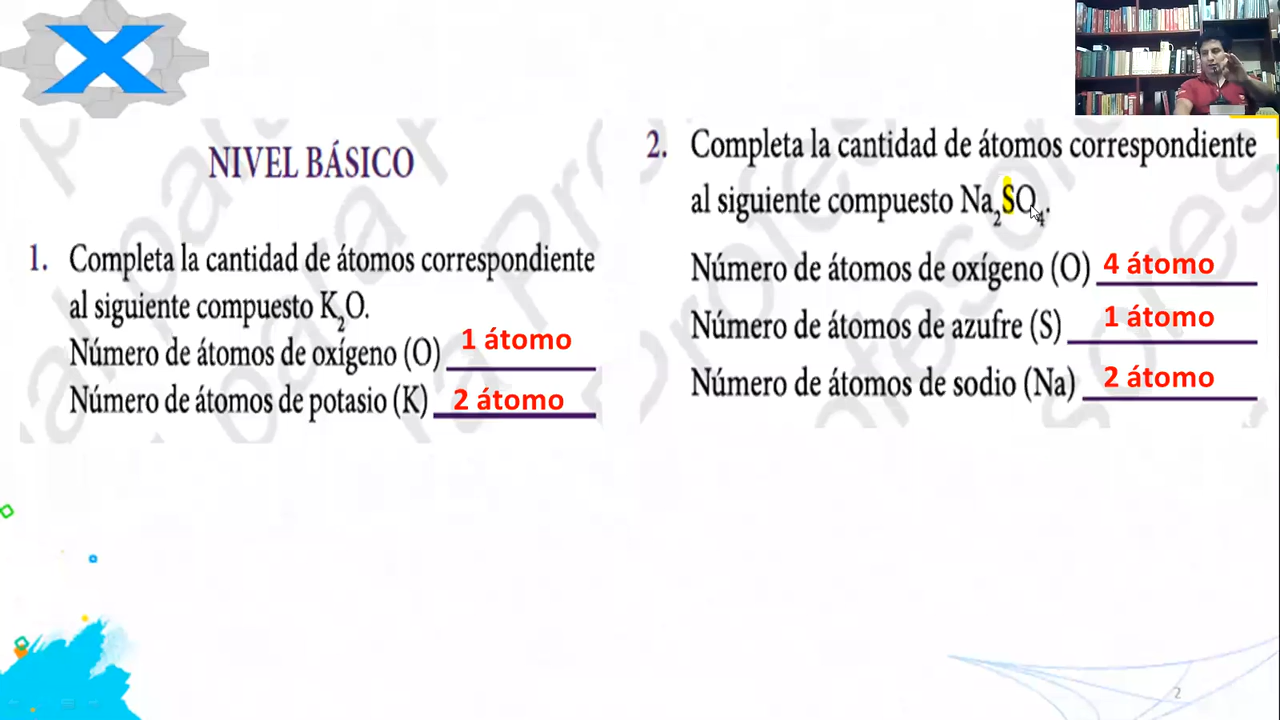 X
NIVEL BÁSICO
1. Completa la cantidad de átomos correspondiente
al siguiente compuesto K₂O.
Número de átomos de oxígeno (O) 1 átomo
Número de átomos de potasio (K) 2 átomo
2. Completa la cantidad de átomos correspondiente
al siguiente compuesto Na₂SO₄.
Número de átomos de oxígeno (O) 4 átomo
Número de átomos de azufre (S) 1 átomo
Número de átomos de sodio (Na) 2 átomo
2